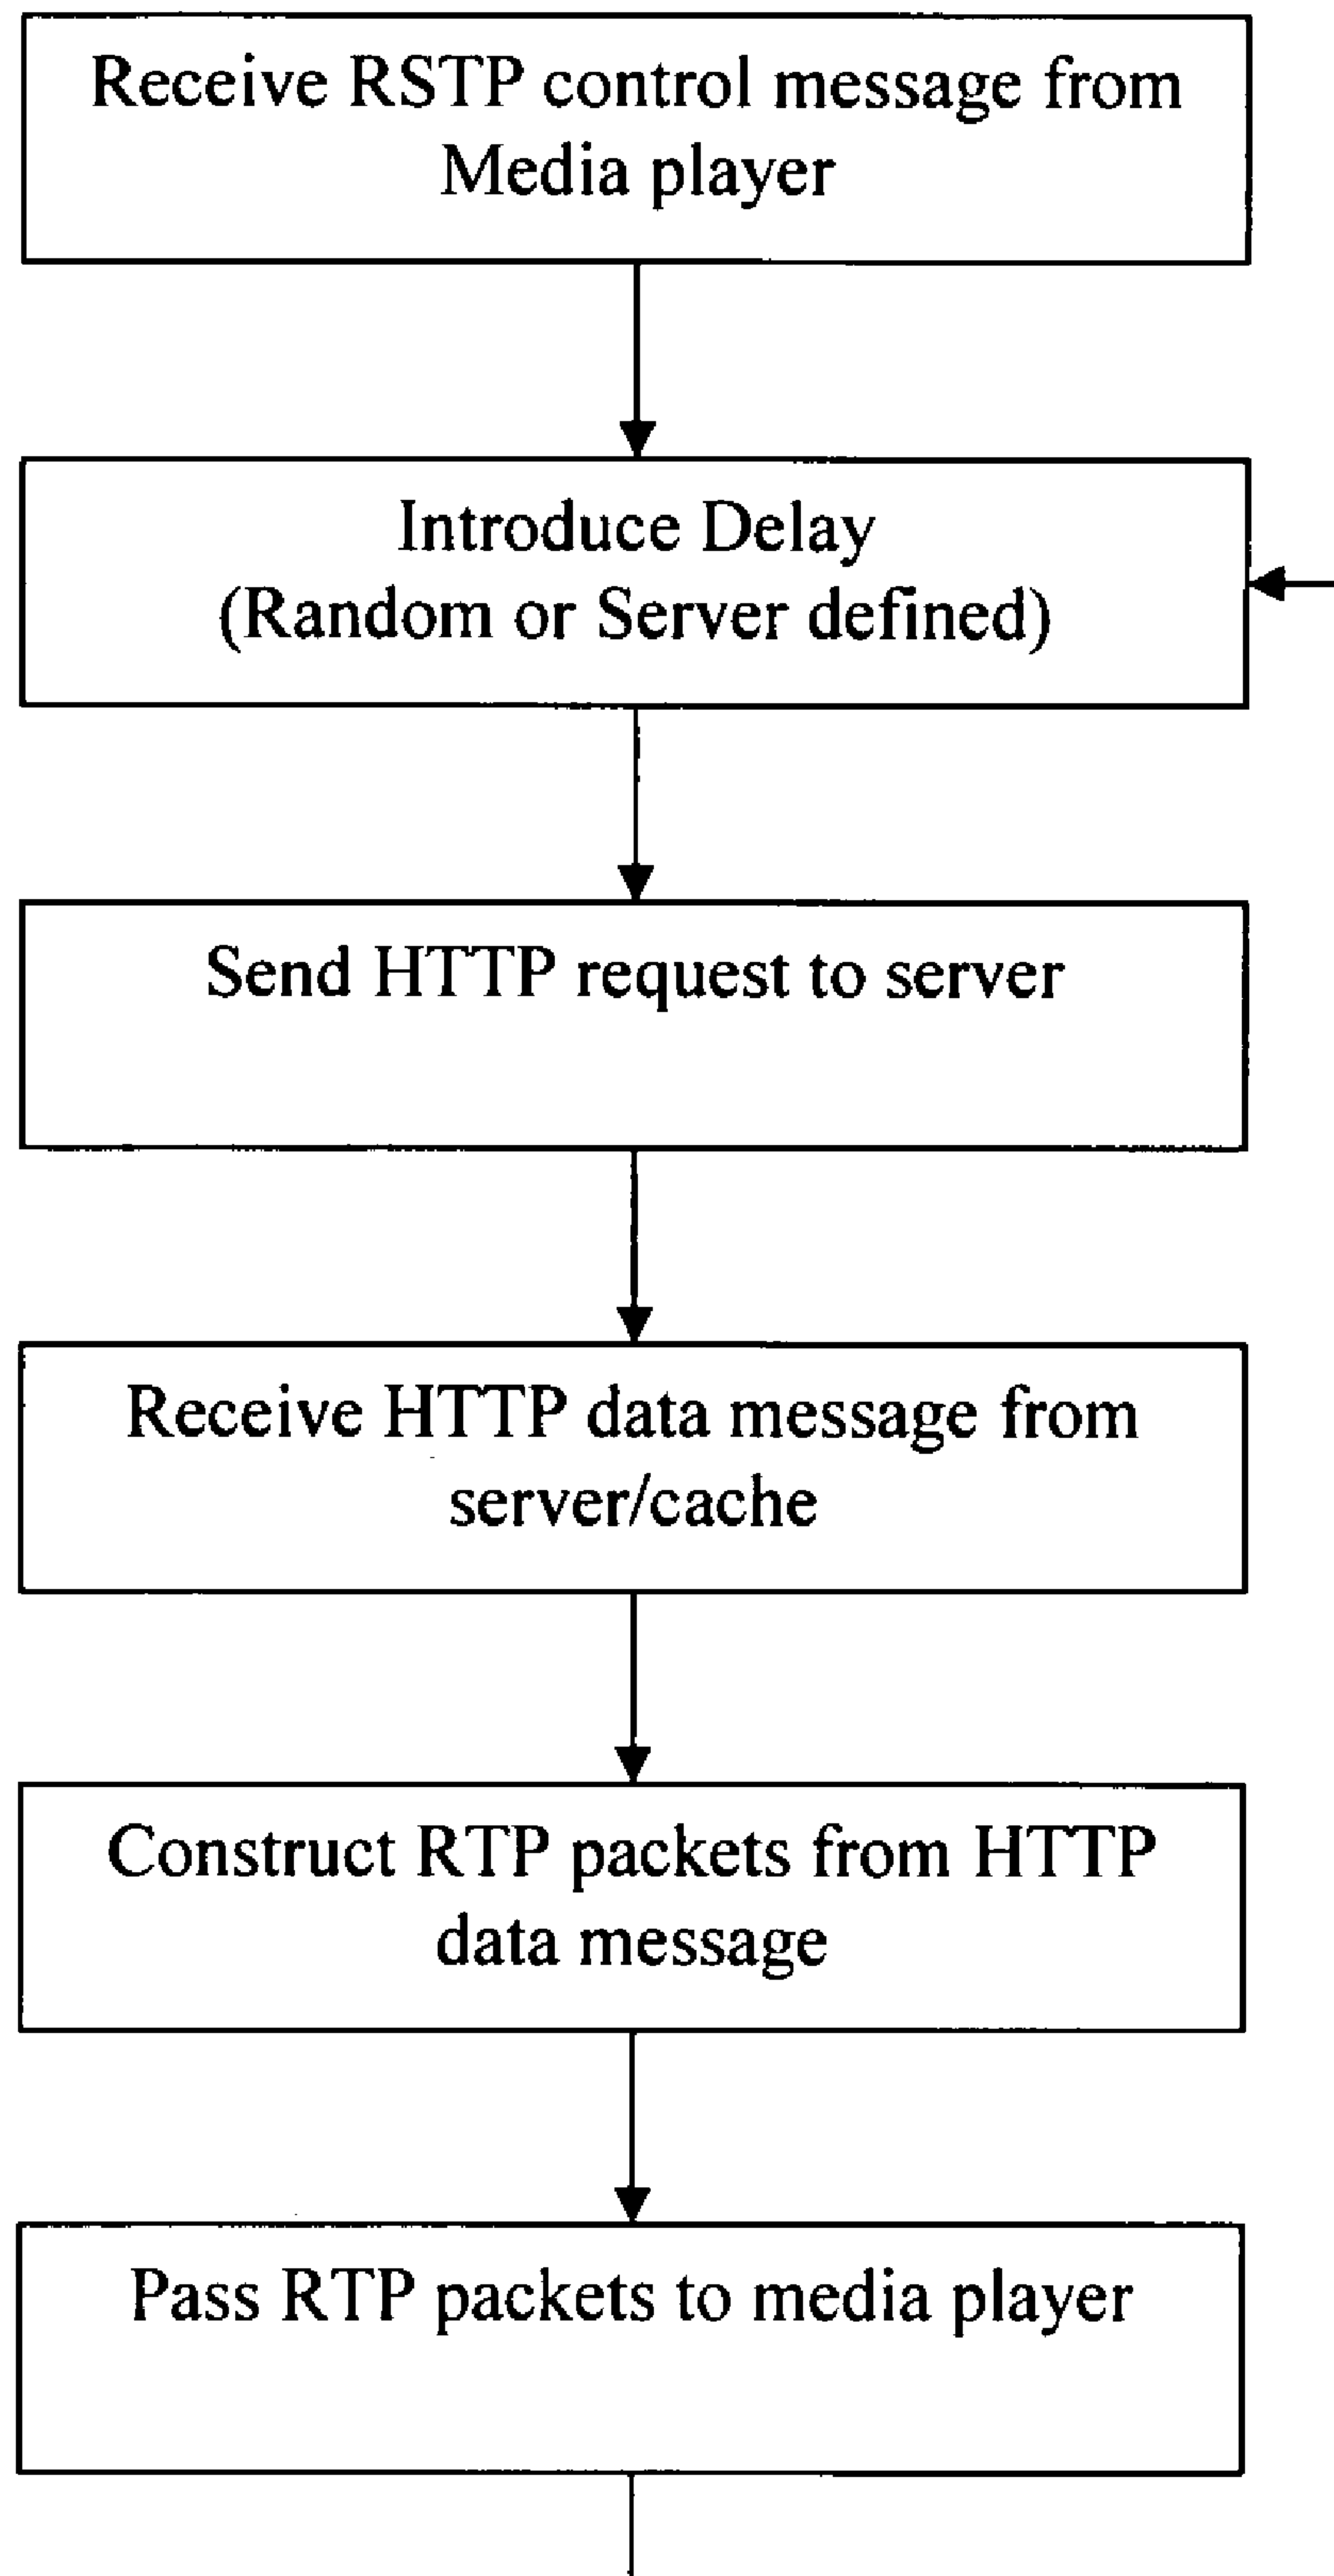 Receive RSTP control message from
Media player
Introduce Delay
(Random or Server defined)
Send HTTP request to server
Receive HTTP data message from
server/cache
Construct RTP packets from HTTP
data message
Pass RTP packets to media player